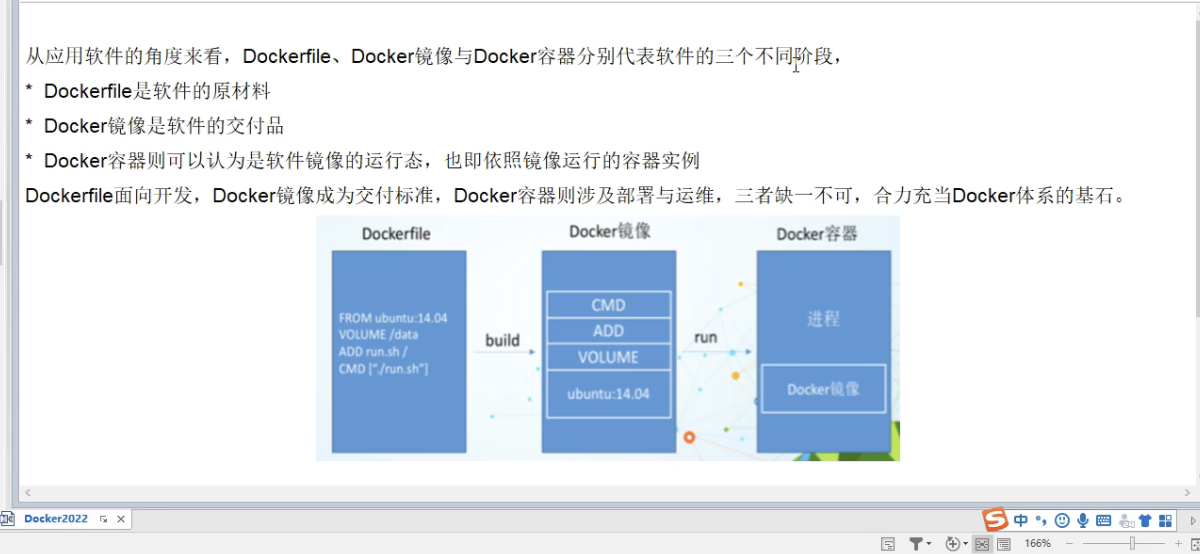 从应用软件的角度来看，Dockerfile、Docker镜像与Docker容器分别代表软件的三个不同阶段，
* Dockerfile是软件的原材料
* Docker镜像是软件的交付品
* Docker容器则可以认为是软件镜像的运行态，也即依照镜像运行的容器实例
Dockerfile面向开发，Docker镜像成为交付标准，Docker容器则涉及部署与运维，三者缺一不可，合力充当Docker体系的基石。
Dockerfile
FROM ubuntu:14.04
VOLUME /data
ADD run.sh /
CMD ["./run.sh"]
build
Docker镜像
CMD
ADD
VOLUME
ubuntu:14.04
run
Docker容器
进程
Docker镜像
Docker2022
中
166%